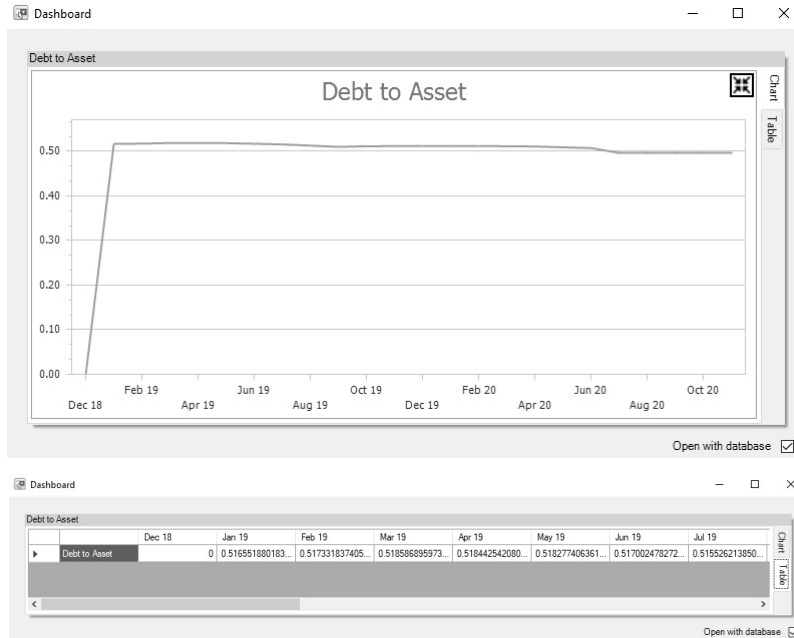 Dashboard
Debt to Asset
Debt to Asset
Chart
Table
0.50
0.40
0.30
0.20
0.10
0.00
Feb 19 Jun 19 Oct 19 Feb 20 Jun 20 Oct 20
Dec 18 Apr 19 Aug 19 Dec 19 Apr 20 Aug 20
Open with database
Dashboard
Debt to Asset
Dec 18 Jan 19 Feb 19 Mar 19 Apr 19 May 19 Jun 19 Jul 19
Debt to Asset 0 0.516551880183... 0.517331837405... 0.518586895973... 0.518442542080... 0.518277406361... 0.517002478272... 0.515526213850...
Chart
Table
Open with database